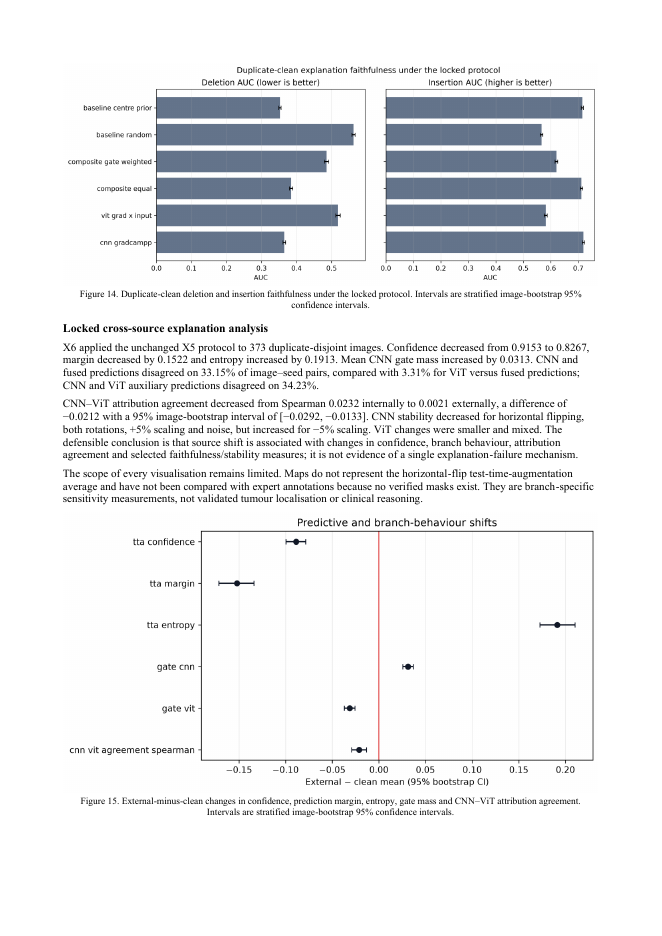 Duplicate-clean explanation faithfulness under the locked protocol
Deletion AUC (lower is better)
Insertion AUC (higher is better)
baseline centre prior
baseline random
composite gate weighted
composite equal
vit grad x input
cnn gradcampp
0.0 0.1 0.2 0.3 0.4 0.5
AUC
0.0 0.1 0.2 0.3 0.4 0.5 0.6 0.7
AUC
Figure 14. Duplicate-clean deletion and insertion faithfulness under the locked protocol. Intervals are stratified image-bootstrap 95%
confidence intervals.
Locked cross-source explanation analysis
X6 applied the unchanged X5 protocol to 373 duplicate-disjoint images. Confidence decreased from 0.9153 to 0.8267,
margin decreased by 0.1522 and entropy increased by 0.1913. Mean CNN gate mass increased by 0.0313. CNN and
fused predictions disagreed on 33.15% of image–seed pairs, compared with 3.31% for ViT versus fused predictions;
CNN and ViT auxiliary predictions disagreed on 34.23%.
CNN–ViT attribution agreement decreased from Spearman 0.0232 internally to 0.0021 externally, a difference of
−0.0212 with a 95% image-bootstrap interval of [−0.0292, −0.0133]. CNN stability decreased for horizontal flipping,
both rotations, +5% scaling and noise, but increased for −5% scaling. ViT changes were smaller and mixed. The
defensible conclusion is that source shift is associated with changes in confidence, branch behaviour, attribution
agreement and selected faithfulness/stability measures; it is not evidence of a single explanation-failure mechanism.
The scope of every visualisation remains limited. Maps do not represent the horizontal-flip test-time-augmentation
average and have not been compared with expert annotations because no verified masks exist. They are branch-specific
sensitivity measurements, not validated tumour localisation or clinical reasoning.
Predictive and branch-behaviour shifts
tta confidence
tta margin
tta entropy
gate cnn
gate vit
cnn vit agreement spearman
−0.15 −0.10 −0.05 0.00 0.05 0.10 0.15 0.20
External − clean mean (95% bootstrap CI)
Figure 15. External-minus-clean changes in confidence, prediction margin, entropy, gate mass and CNN–ViT attribution agreement.
Intervals are stratified image-bootstrap 95% confidence intervals.